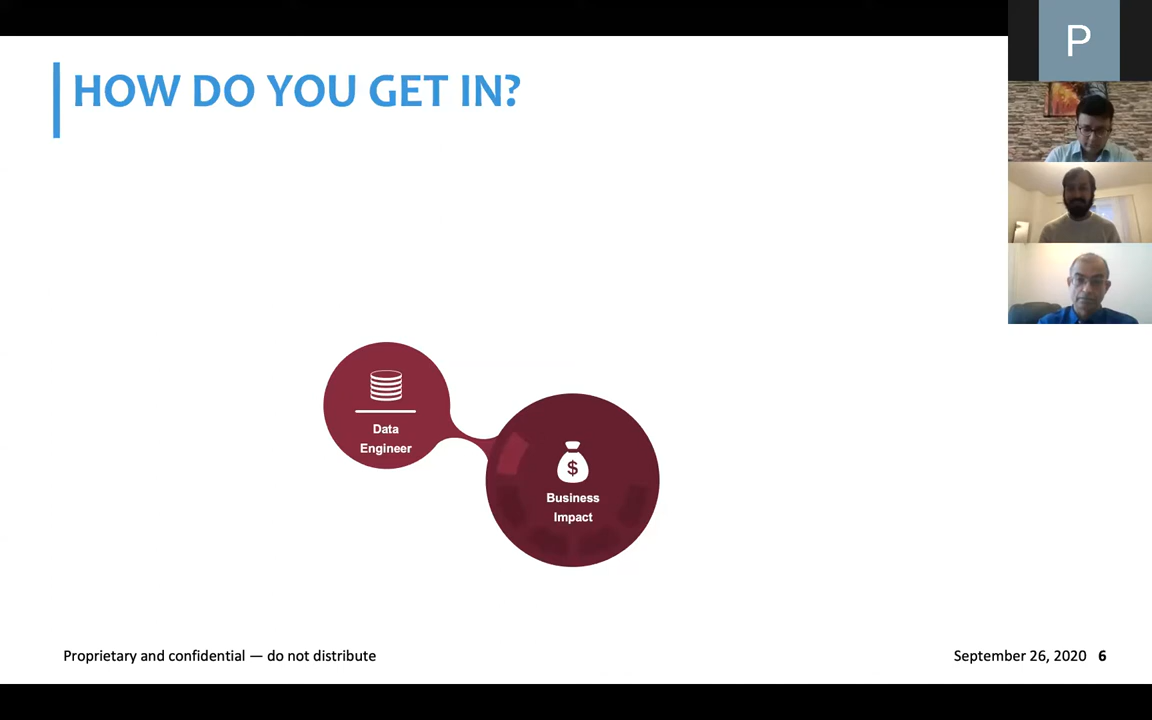 HOW DO YOU GET IN?
P
Data
Engineer
$
Business
Impact
Proprietary and confidential — do not distribute
September 26, 2020 6